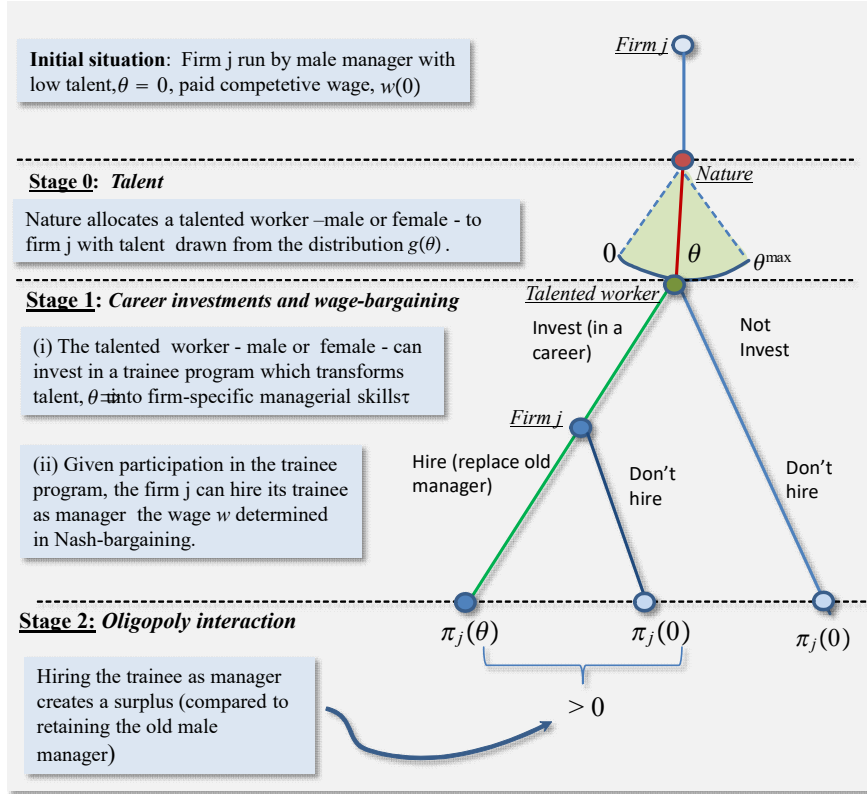 Firm j
Initial situation: Firm j run by male manager with
low talent,θ = 0, paid competetive wage, w(0)
Nature
Stage 0: Talent
Nature allocates a talented worker –male or female - to
firm j with talent drawn from the distribution g(θ) .
0
θ
θmax
Talented worker
Stage 1: Career investments and wage-bargaining
Invest (in a
career)
Not
Invest
(i) The talented worker - male or female - can
invest in a trainee program which transforms
talent, θ into firm-specific managerial skillsτ
Firm j
Hire (replace old
manager)
Don’t
hire
Don’t
hire
(ii) Given participation in the trainee
program, the firm j can hire its trainee
as manager the wage w determined
in Nash-bargaining.
Stage 2: Oligopoly interaction
πj(θ)
πj(0)
πj(0)
Hiring the trainee as manager
creates a surplus (compared to
retaining the old male
manager)
> 0